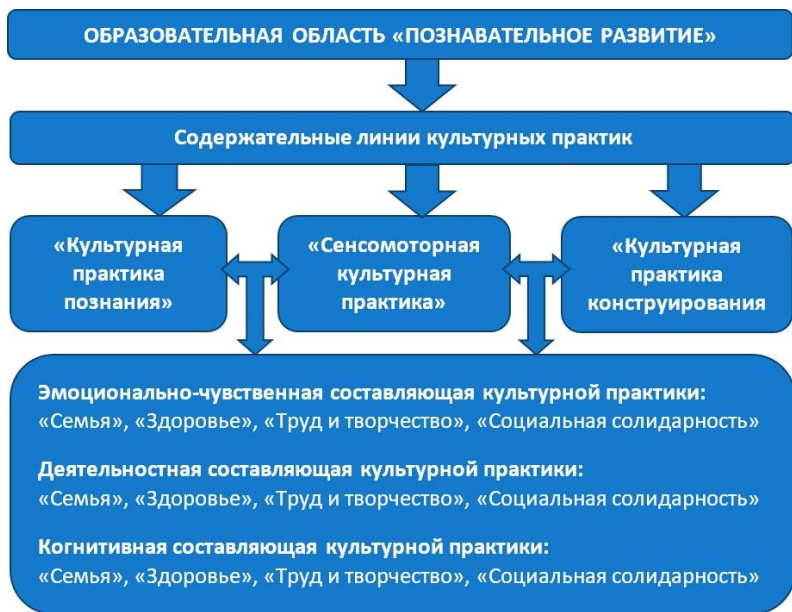 ОБРАЗОВАТЕЛЬНАЯ ОБЛАСТЬ «ПОЗНАВАТЕЛЬНОЕ РАЗВИТИЕ»
Содержательные линии культурных практик
«Культурная
практика
познания»
«Сенсомоторная
культурная
практика»
«Культурная
практика
конструирования
Эмоционально-чувственная составляющая культурной практики:
«Семья», «Здоровье», «Труд и творчество», «Социальная солидарность»
Деятельностная составляющая культурной практики:
«Семья», «Здоровье», «Труд и творчество», «Социальная солидарность»
Когнитивная составляющая культурной практики:
«Семья», «Здоровье», «Труд и творчество», «Социальная солидарность»